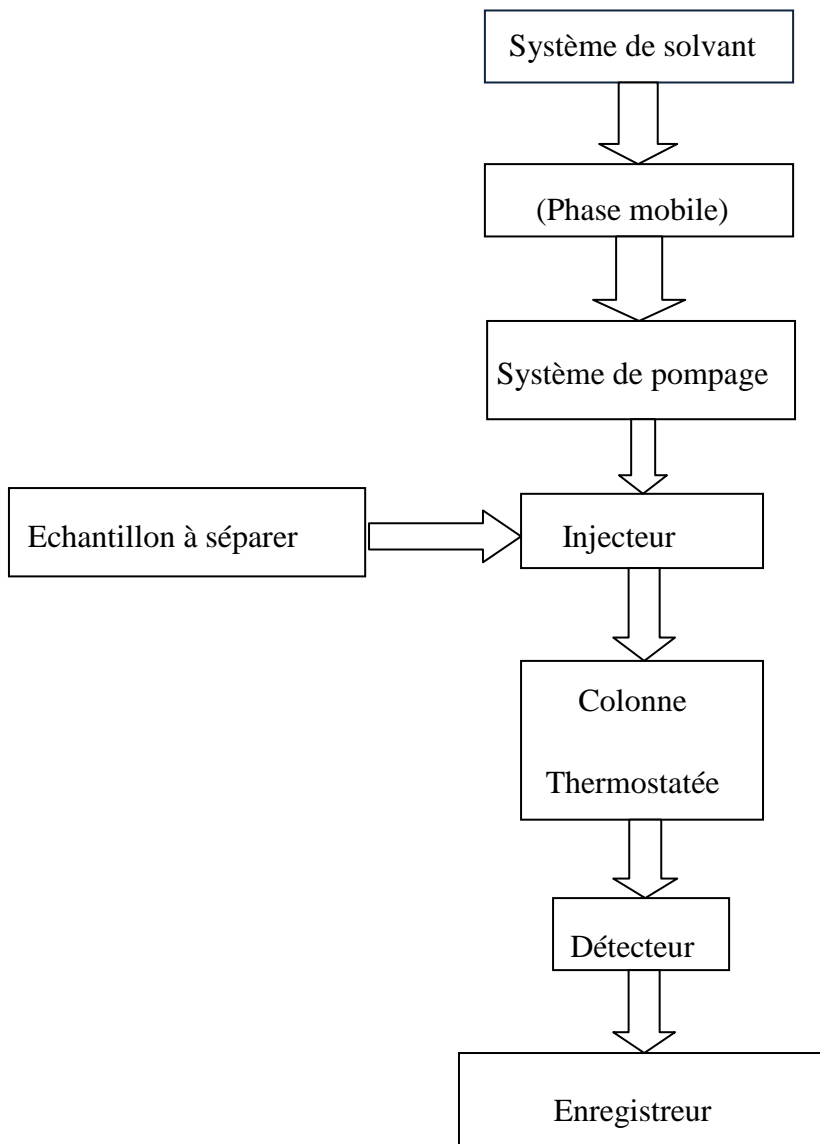 Système de solvant
(Phase mobile)
Système de pompage
Echantillon à séparer
Injecteur
Colonne
Thermostatée
Détecteur
Enregistreur